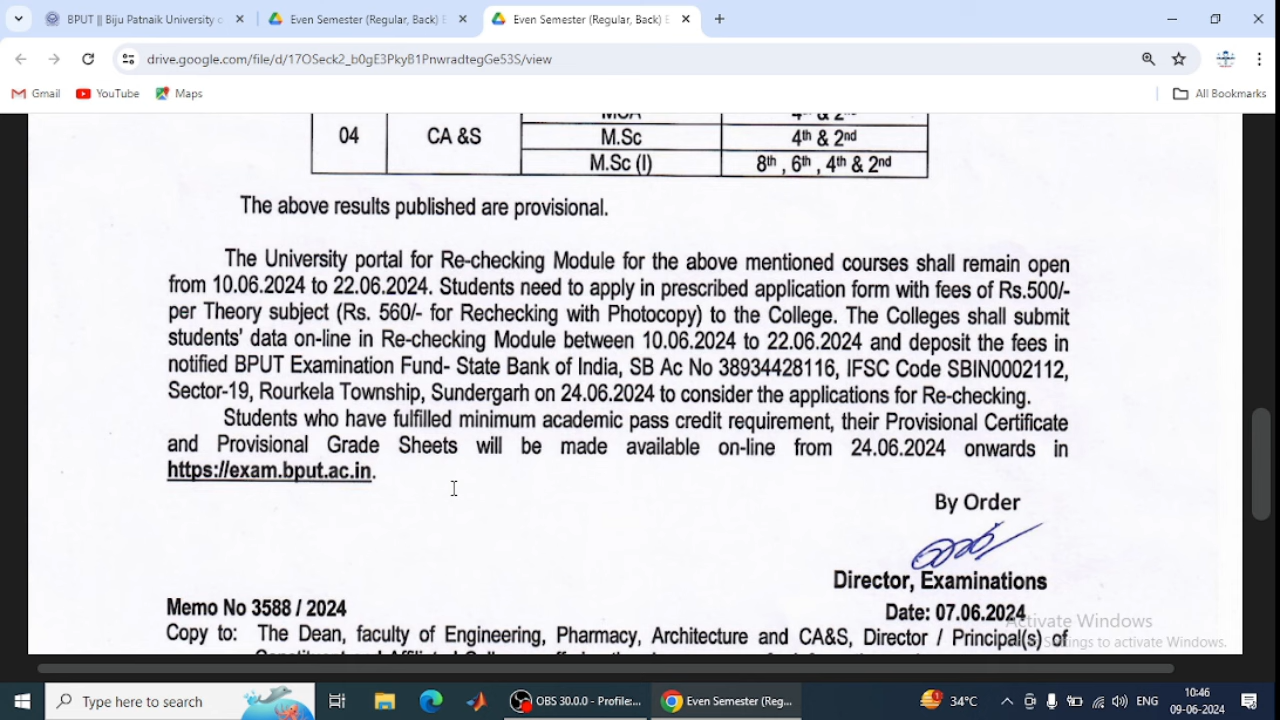 BPUT || Biju Patnaik University o
Even Semester (Regular, Back) E
Even Semester (Regular, Back) E
drive.google.com/file/d/17OSeck2_b0gE3PkyB1PnwradtegGe53S/view
Gmail YouTube Maps All Bookmarks
MCA 4th & 2nd
04 CA &S M.Sc 4th & 2nd
M.Sc (I) 8th , 6th , 4th & 2nd
The above results published are provisional.
The University portal for Re-checking Module for the above mentioned courses shall remain open
from 10.06.2024 to 22.06.2024. Students need to apply in prescribed application form with fees of Rs.500/-
per Theory subject (Rs. 560/- for Rechecking with Photocopy) to the College. The Colleges shall submit
students' data on-line in Re-checking Module between 10.06.2024 to 22.06.2024 and deposit the fees in
notified BPUT Examination Fund- State Bank of India, SB Ac No 38934428116, IFSC Code SBIN0002112,
Sector-19, Rourkela Township, Sundergarh on 24.06.2024 to consider the applications for Re-checking.
Students who have fulfilled minimum academic pass credit requirement, their Provisional Certificate
and Provisional Grade Sheets will be made available on-line from 24.06.2024 onwards in
https://exam.bput.ac.in.
By Order
Director, Examinations
Memo No 3588 / 2024 Date: 07.06.2024
Copy to: The Dean, faculty of Engineering, Pharmacy, Architecture and CA&S, Director / Principal(s) of
Activate Windows
Settings to activate Windows.
Type here to search
OBS 30.0.0 - Profile:...
Even Semester (Reg...
34°C
ENG
10:46
09-06-2024